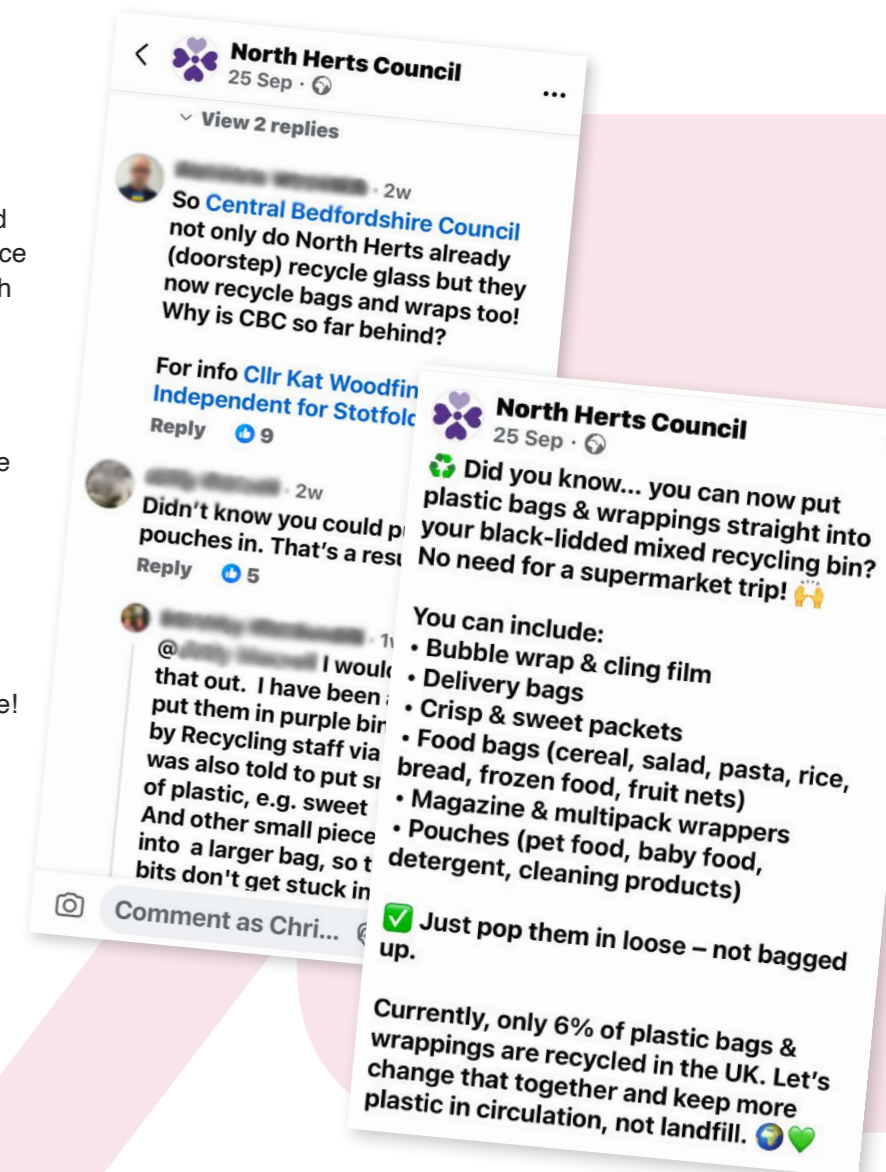 d
ce
h
e
e!
North Herts Council
25 Sep
View 2 replies
2w
So Central Bedfordshire Council
not only do North Herts already
(doorstep) recycle glass but they
now recycle bags and wraps too!
Why is CBC so far behind?
For info Cllr Kat
Independent for
Reply 9
2w
Didn't know you could
pouches in. That's a
Reply 5
@ I
that out. I have been
put them in purple
by Recycling staff via
was also told to put
of plastic, e.g. sweet
And other small
into a larger bag, so
bits don't get stuck in
Comment as Chri...
North Herts Council
25 Sep
♻️ Did you know... you can now put
plastic bags & wrappings straight into
your black-lidded mixed recycling bin?
No need for a supermarket trip! 🙌
You can include:
• Bubble wrap & cling film
• Delivery bags
• Crisp & sweet packets
• Food bags (cereal, salad, pasta, rice,
bread, frozen food, fruit nets)
• Magazine & multipack wrappers
• Pouches (pet food, baby food,
detergent, cleaning products)
✅ Just pop them in loose – not bagged
up.
Currently, only 6% of plastic bags &
wrappings are recycled in the UK. Let's
change that together and keep more
plastic in circulation, not landfill. 🌍💚